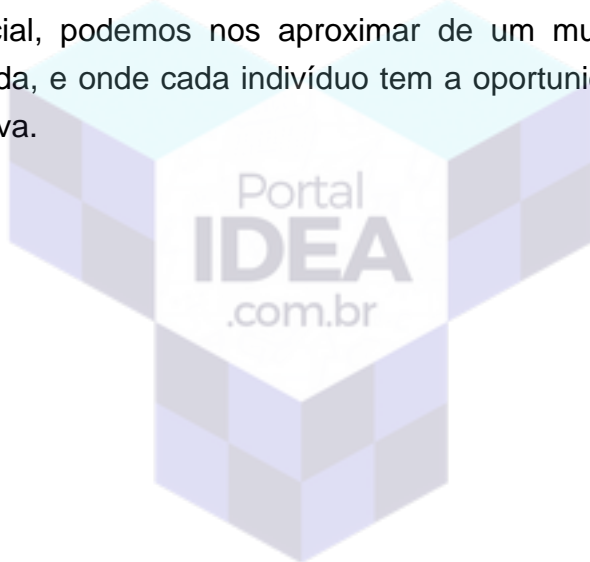 cial, podemos nos aproximar de um mu
da, e onde cada indivíduo tem a oportuni
va.
Portal
IDEA
.com.br